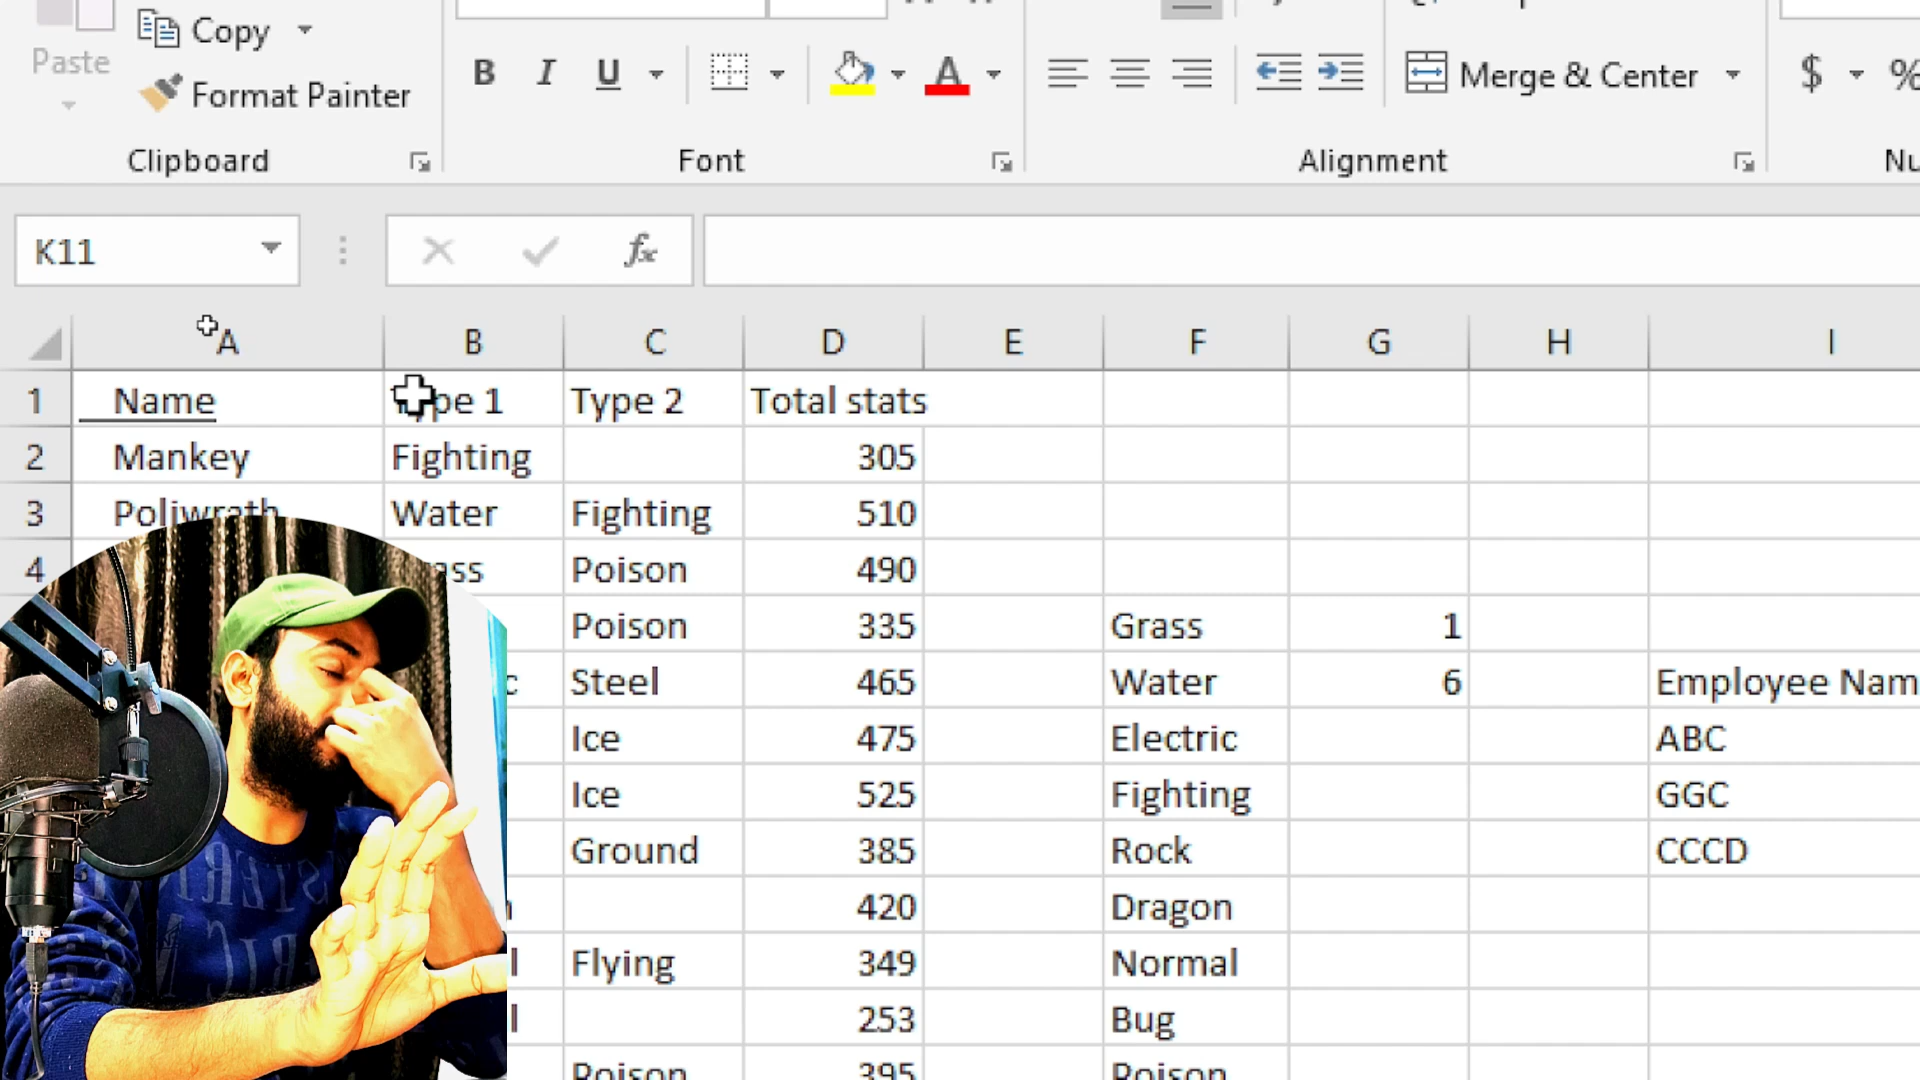 Copy
Paste
Format Painter
B I U A
Merge & Center
$ %
Clipboard
Font
Alignment
K11
fx
A B C D E F G H I
1 Name Type 1 Type 2 Total stats
2 Mankey Fighting 305
3 Poliwrath Water Fighting 510
4 Poison 490
Poison 335 Grass 1
Steel 465 Water 6 Employee Nam
Ice 475 Electric ABC
Ice 525 Fighting GGC
Ground 385 Rock CCCD
420 Dragon
Flying 349 Normal
253 Bug
Poison 395 Poison